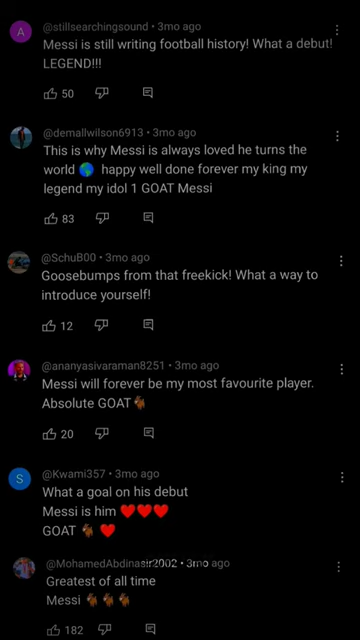 A
@stillsearchingsound • 3mo ago
Messi is still writing football history! What a debut!
LEGEND!!!
50
@demallwilson6913 • 3mo ago
This is why Messi is always loved he turns the
world 🌎 happy well done forever my king my
legend my idol 1 GOAT Messi
83
@SchuB00 • 3mo ago
Goosebumps from that freekick! What a way to
introduce yourself!
12
@ananyasivaraman8251 • 3mo ago
Messi will forever be my most favourite player.
Absolute GOAT🐐
20
S
@Kwami357 • 3mo ago
What a goal on his debut
Messi is him ❤️❤️❤️
GOAT 🐐 ❤️
3mo ago
Greatest of all time
Messi 🐐🐐🐐
182